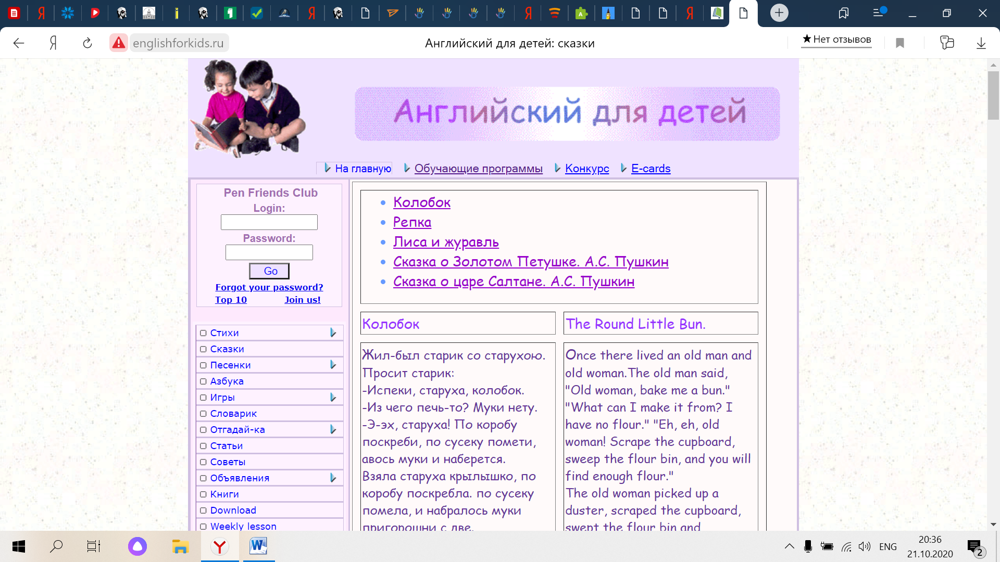 englishforkids.ru
Английский для детей: сказки
★Нет отзывов
Английский для детей
На главную
Обучающие программы
Конкурс
E-cards
Pen Friends Club
Login:
Password:
Go
Forgot your password?
Top 10
Join us!
Стихи
Сказки
Песенки
Азбука
Игры
Словарик
Отгадай-ка
Статьи
Советы
Объявления
Книги
Download
Weekly lesson
Колобок
Репка
Лиса и журавль
Сказка о Золотом Петушке. А.С. Пушкин
Сказка о царе Салтане. А.С. Пушкин
Колобок
Жил-был старик со старухою.
Просит старик:
-Испеки, старуха, колобок.
-Из чего печь-то? Муки нету.
-Э-эх, старуха! По коробу
поскреби, по сусеку помети,
авось муки и наберется.
Взяла старуха крылышко, по
коробу поскребла. по сусеку
помела, и набралось муки
пригоршни с две.
The Round Little Bun.
Once there lived an old man and
old woman.The old man said,
"Old woman, bake me a bun."
"What can I make it from? I
have no flour." "Eh, eh, old
woman! Scrape the cupboard,
sweep the flour bin, and you will
find enough flour."
The old woman picked up a
duster, scraped the cupboard,
swept the flour bin and
ENG
20:36
21.10.2020
2